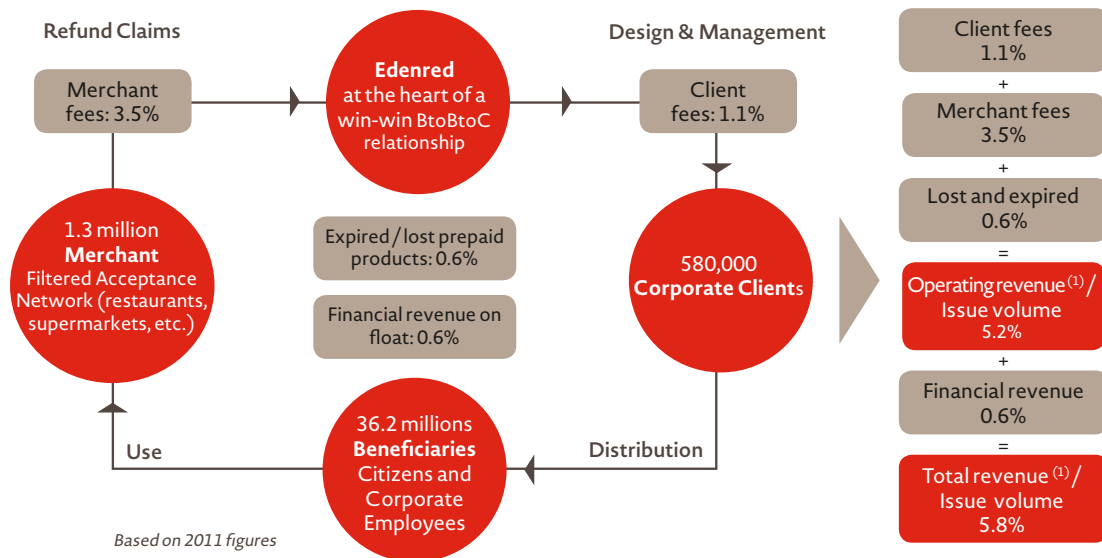 Refund Claims
Merchant
fees: 3.5%
Edenred
at the heart of a
win-win BtoBtoC
relationship
Design & Management
Client
fees: 1.1%
1.3 million
Merchant
Filtered Acceptance
Network (restaurants,
supermarkets, etc.)
Expired / lost prepaid
products: 0.6%
Financial revenue on
float: 0.6%
580,000
Corporate Clients
36.2 millions
Beneficiaries
Citizens and
Corporate
Employees
Use
Distribution
Based on 2011 figures
Client fees
1.1%
+
Merchant fees
3.5%
+
Lost and expired
0.6%
=
Operating revenue (1) /
Issue volume
5.2%
+
Financial revenue
0.6%
=
Total revenue (1) /
Issue volume
5.8%